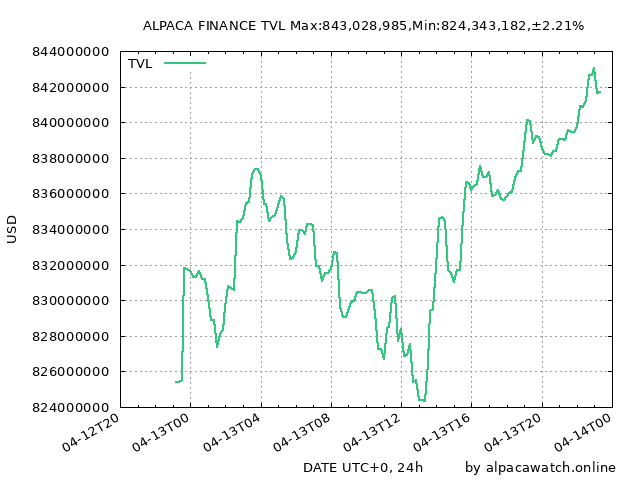 ALPACA FINANCE TVL Max:843,028,985,Min:824,343,182,±2.21%
TVL
844000000
842000000
840000000
838000000
836000000
834000000
832000000
830000000
828000000
826000000
824000000
USD
04-12T20
04-13T00
04-13T04
04-13T08
04-13T12
04-13T16
04-13T20
04-14T00
DATE UTC+0, 24h
by alpacawatch.online